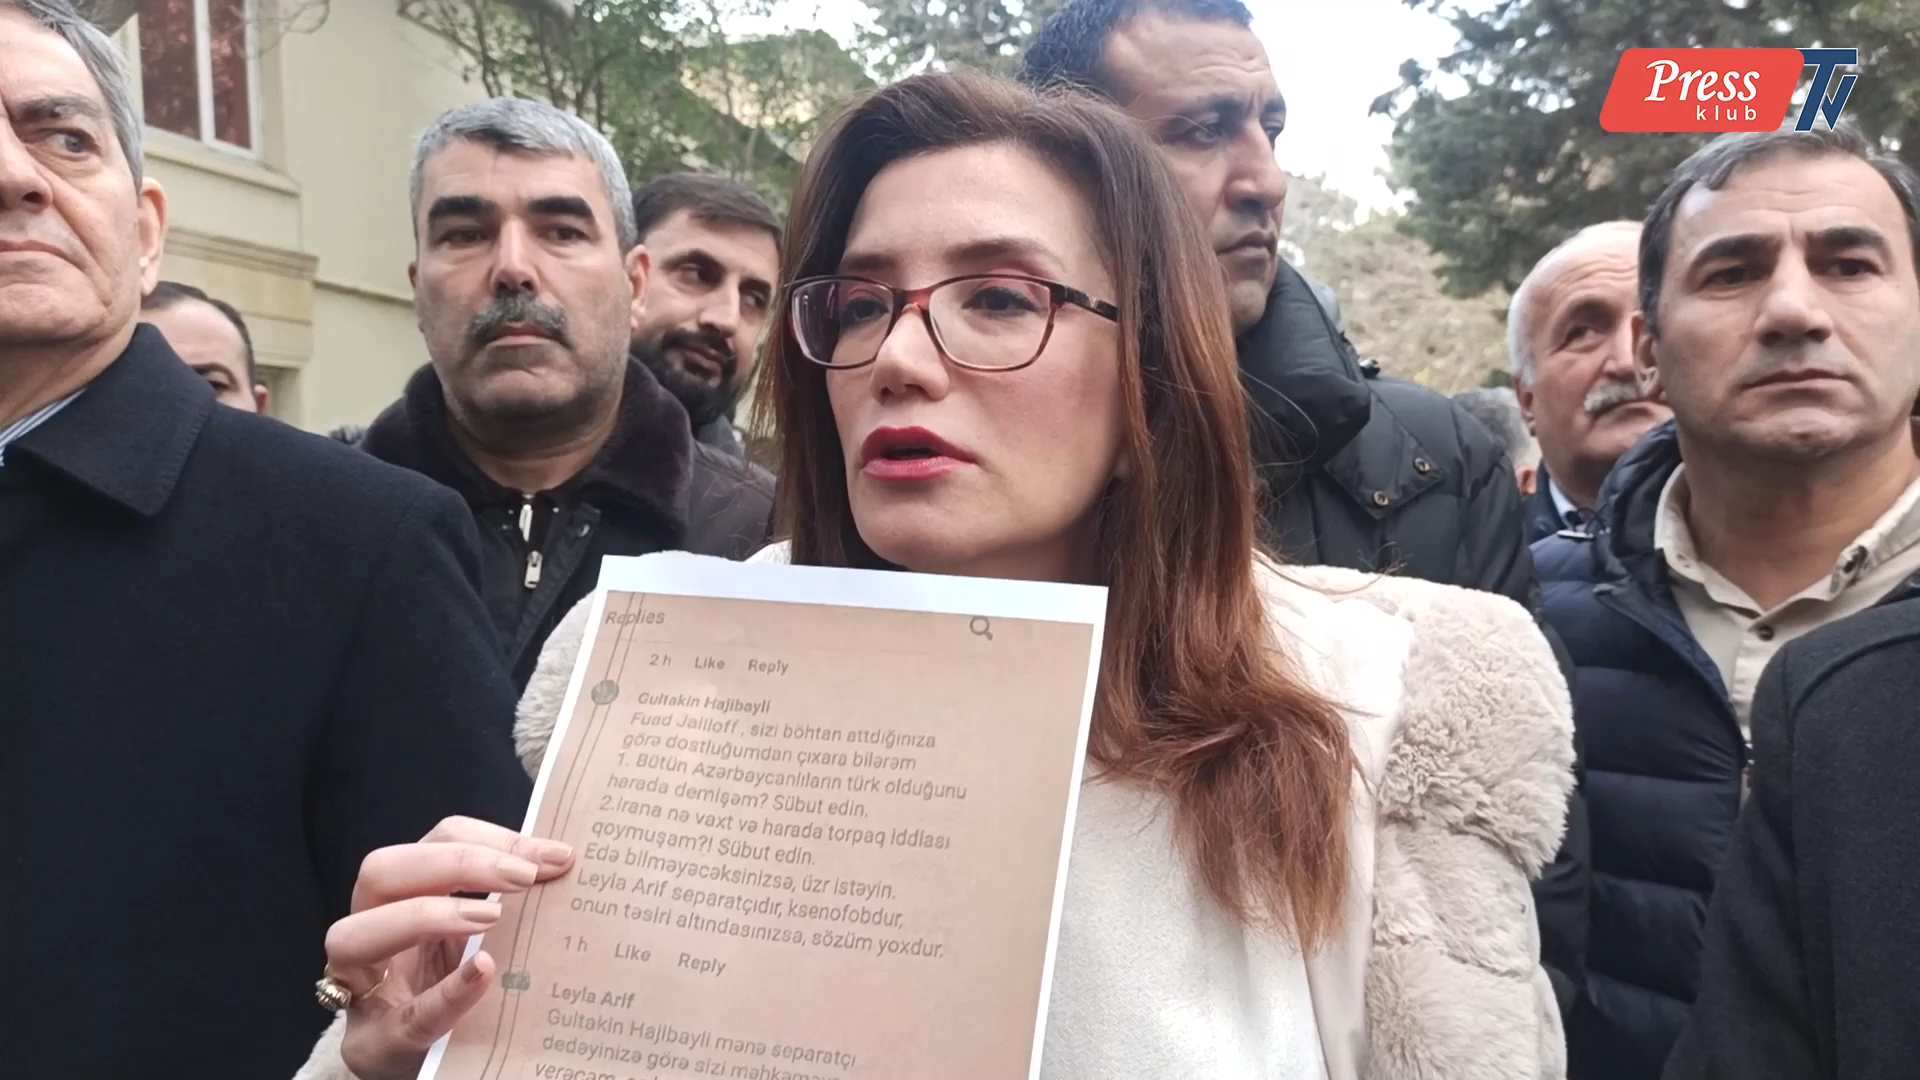 Press
klub
TV
Replies
2 h Like Reply
Gultakin Hajibayli
Fuad Jaliloff, sizi böhtan attdığınıza
görə dostluğumdan çıxara bilərəm
1. Bütün Azərbaycanlıların türk olduğunu
harada demişəm? Sübut edin.
2.İrana nə vaxt və harada torpaq iddiası
qoymuşam?! Sübut edin.
Edə bilməyəcəksinizsə, üzr istəyin.
Leyla Arif separatçıdır, ksenofobdur,
onun təsiri altındasınızsa, sözüm yoxdur.
1 h Like Reply
Leyla Arif
Gultakin Hajibayli mənə separatçı
dedəyinizə görə sizi
verəcəm